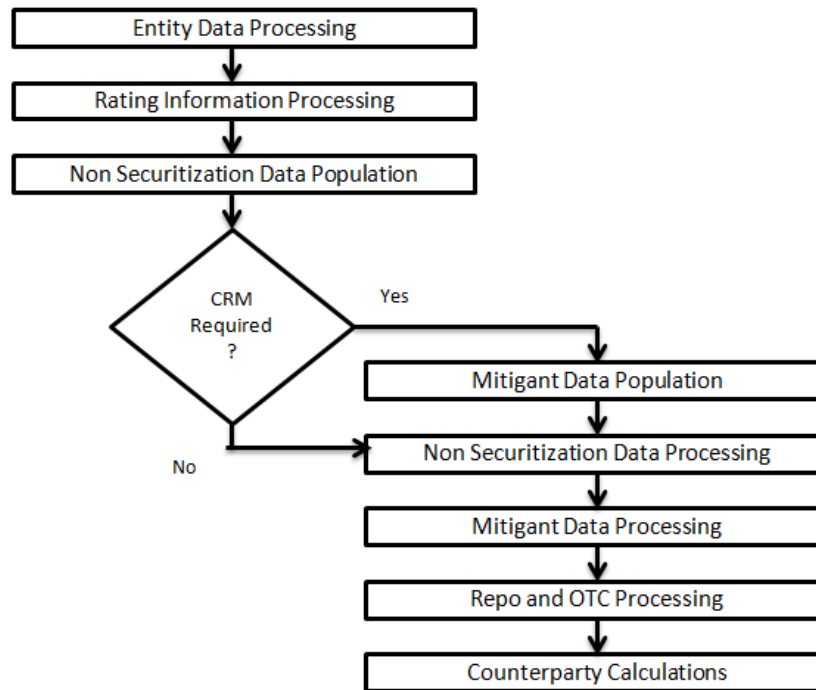 Entity Data Processing
Rating Information Processing
Non Securitization Data Population
CRM
Required
?
Yes
No
Mitigant Data Population
Non Securitization Data Processing
Mitigant Data Processing
Repo and OTC Processing
Counterparty Calculations